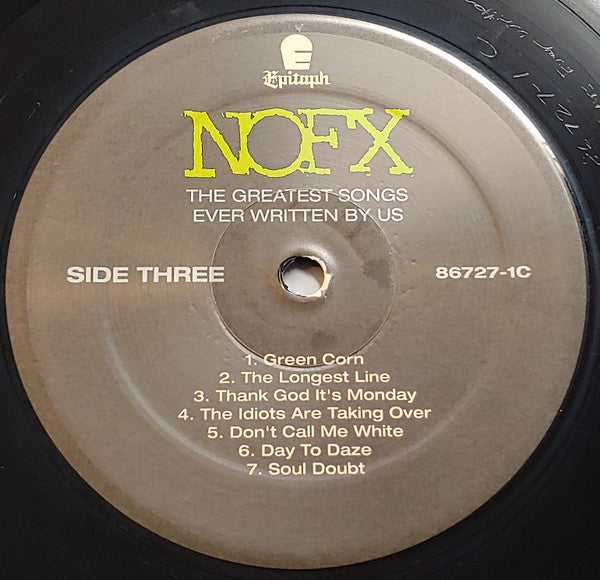 Epitaph
NOFX
THE GREATEST SONGS
EVER WRITTEN BY US
SIDE THREE
86727-1C
1. Green Corn
2. The Longest Line
3. Thank God It's Monday
4. The Idiots Are Taking Over
5. Don't Call Me White
6. Day To Daze
7. Soul Doubt